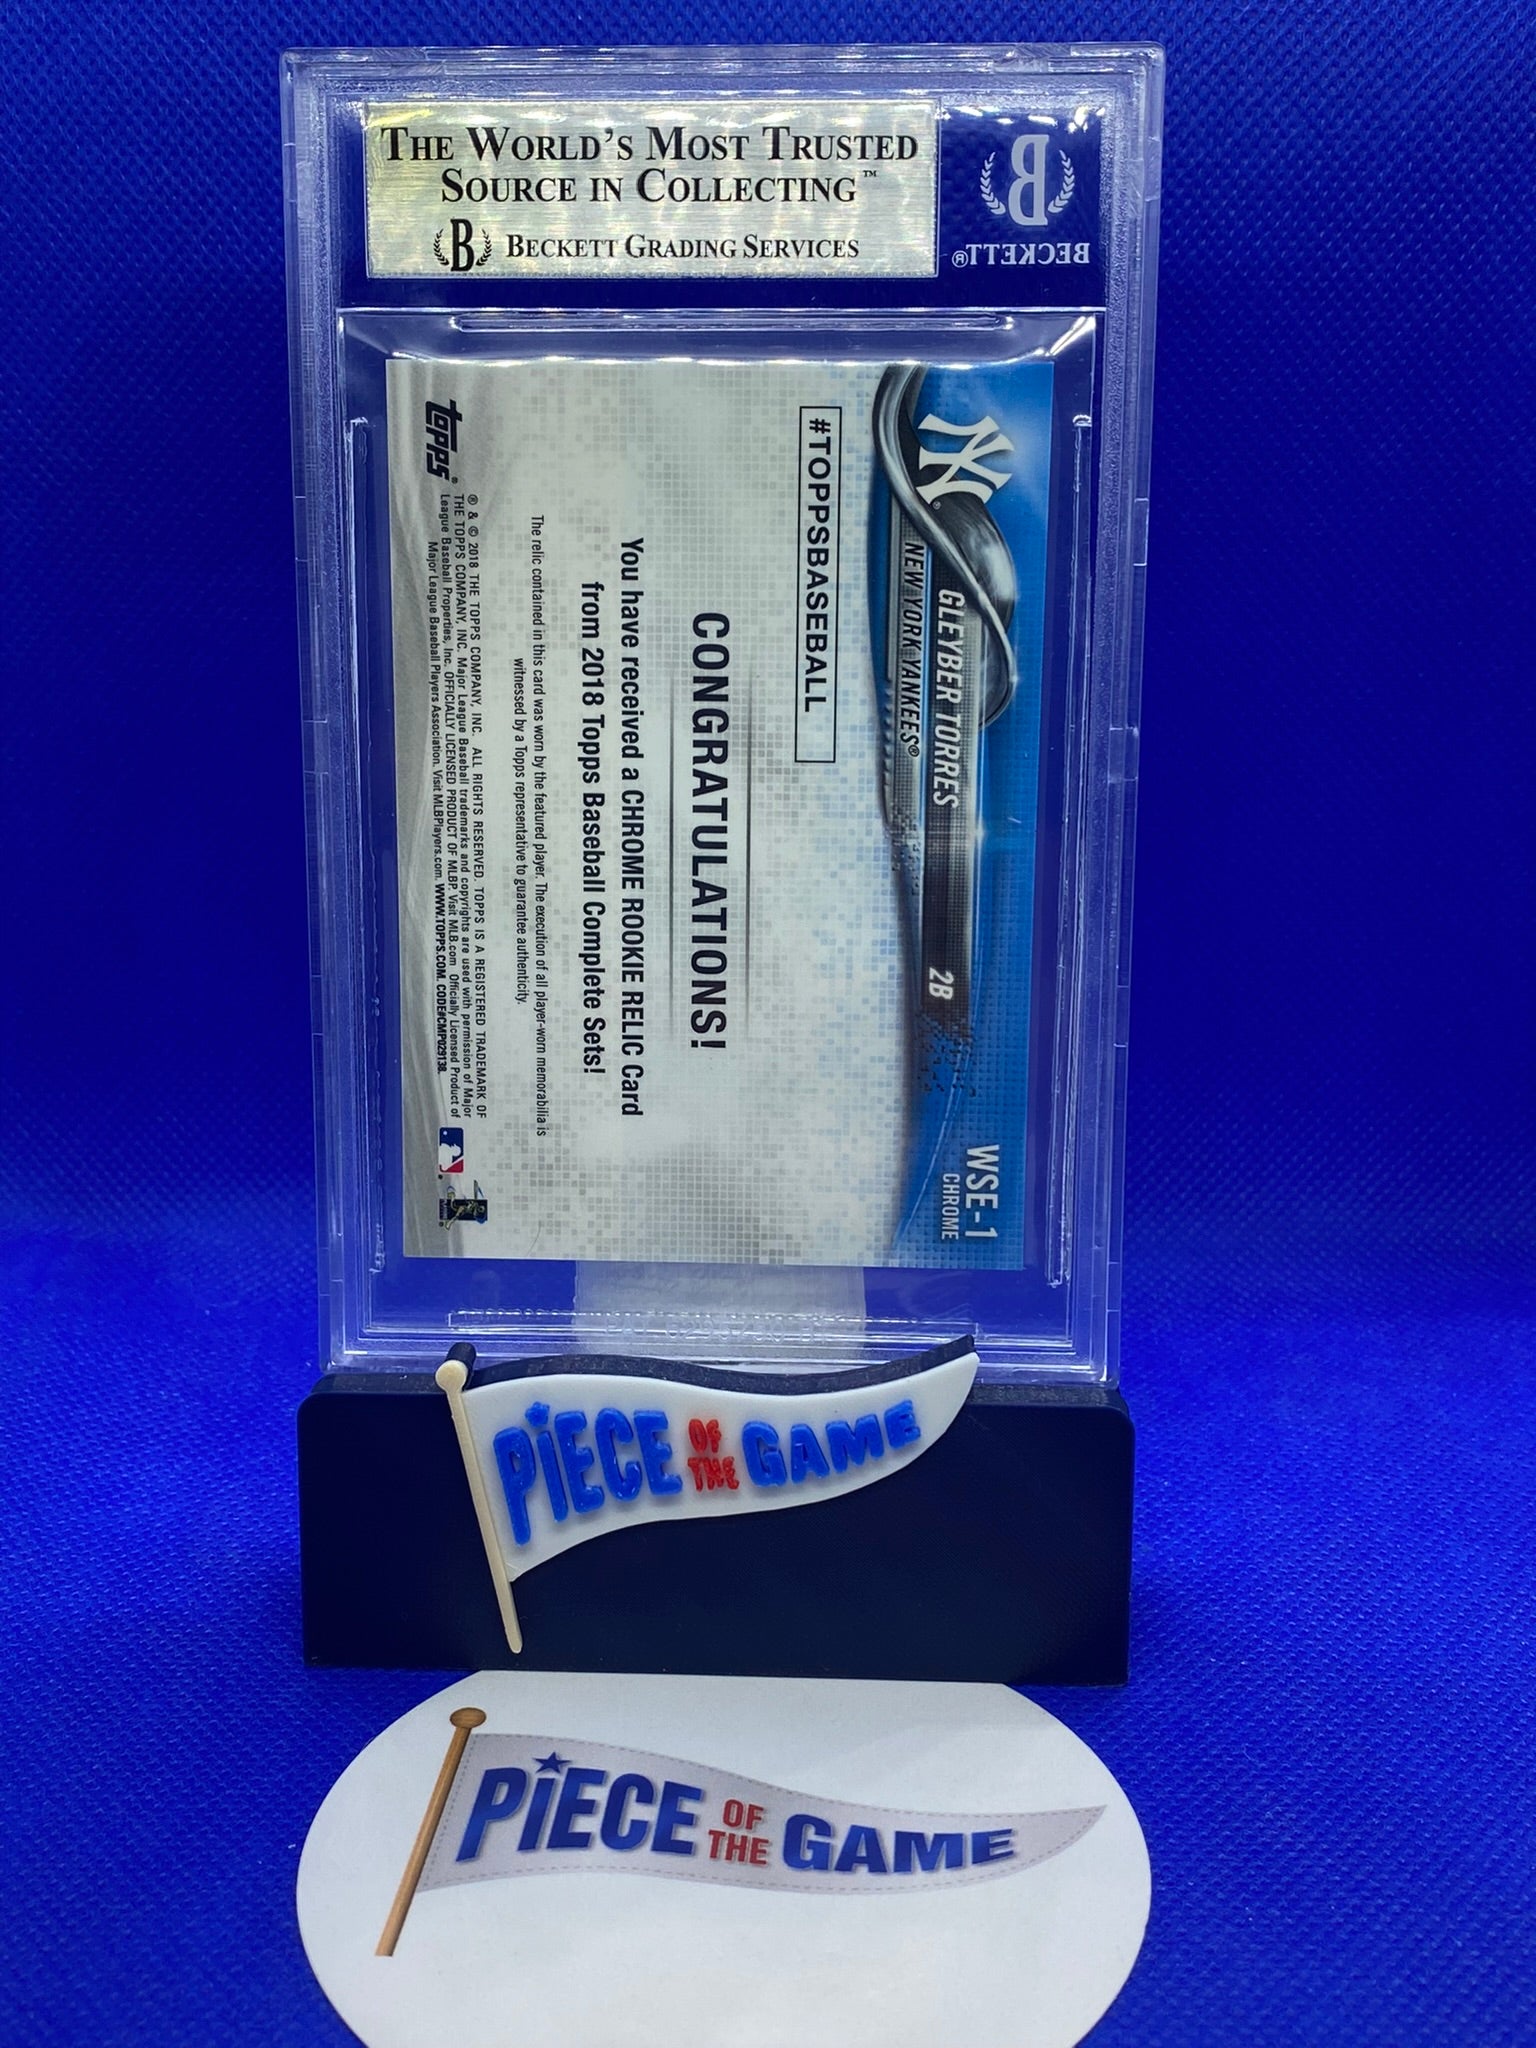 THE WORLD'S MOST TRUSTED
SOURCE IN COLLECTING™
B BECKETT GRADING SERVICES
B
BECKETT®
NY®
GLEYBER TORRES
2B
NEW YORK YANKEES®
WSE-1
CHROME
#TOPPSBASEBALL
CONGRATULATIONS!
You have received a CHROME ROOKIE RELIC Card
from 2018 Topps Baseball Complete Sets!
The relic contained in this card was worn by the featured player. The execution of all player-worn memorabilia is
witnessed by a Topps representative to guarantee authenticity.
topps®
® & © 2018 THE TOPPS COMPANY, INC. ALL RIGHTS RESERVED. TOPPS IS A REGISTERED TRADEMARK OF
THE TOPPS COMPANY, INC. Major League Baseball trademarks and copyrights are used with permission of Major
League Baseball Properties, Inc. OFFICIALLY LICENSED PRODUCT OF MLBP. Visit MLB.com Officially Licensed Product of
Major League Baseball Players Association. Visit MLBPlayers.com. WWW.TOPPS.COM. CODE#CMP029138.
PiECE OF THE GAME
PiECE OF THE GAME